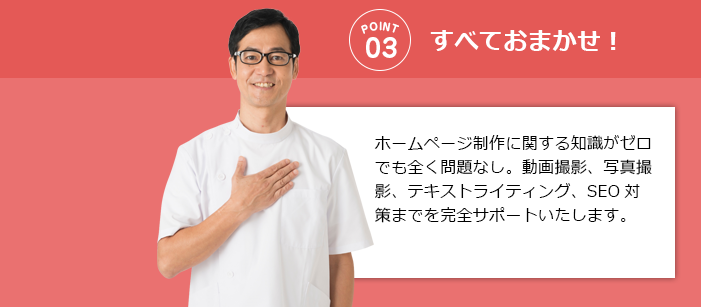 POINT
03
すべておまかせ！
ホームページ制作に関する知識がゼロ
でも全く問題なし。動画撮影、写真撮
影、テキストライティング、SEO 対
策までを完全サポートいたします。